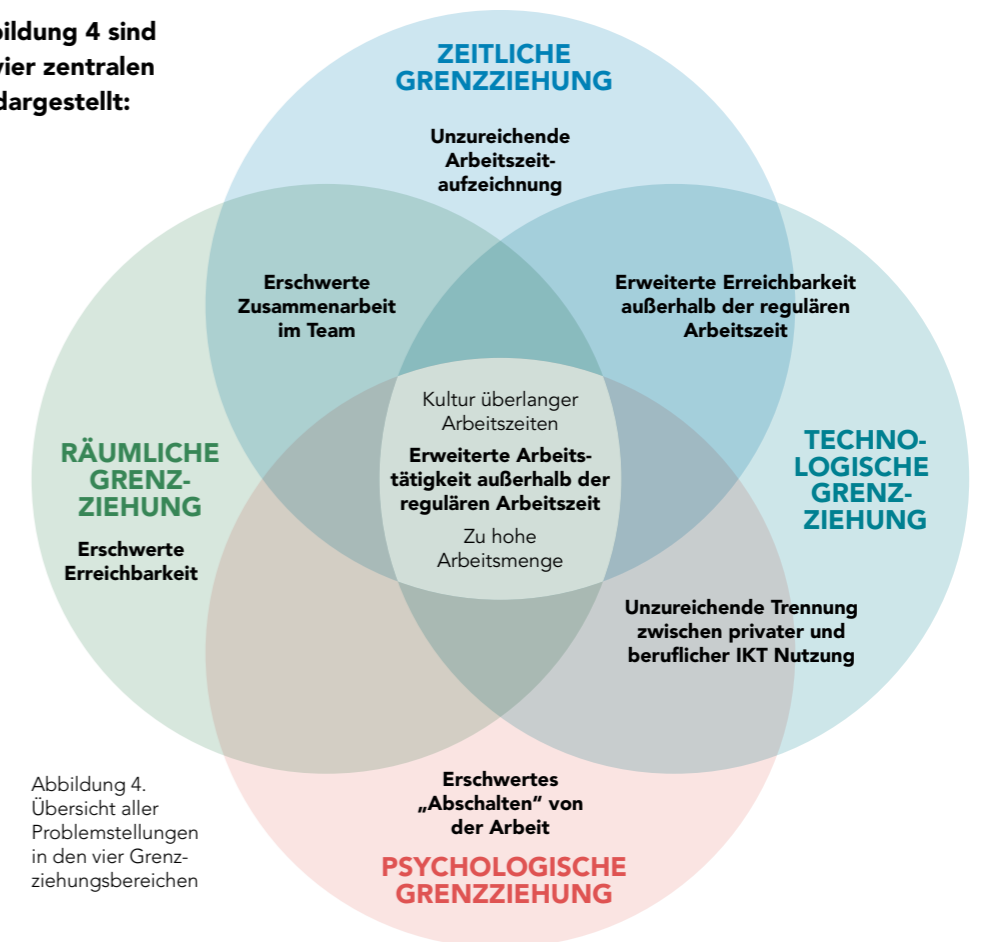 bildung 4 sind
vier zentralen
dargestellt:
ZEITLICHE
GRENZZIEHUNG
Unzureichende
Arbeitszeit-
aufzeichnung
Erschwerte
Zusammenarbeit
im Team
Erweiterte Erreichbarkeit
außerhalb der regulären
Arbeitszeit
Kultur überlanger
Arbeitszeiten
Erweiterte Arbeits-
tätigkeit außerhalb der
regulären Arbeitszeit
Zu hohe
Arbeitsmenge
RÄUMLICHE
GRENZ-
ZIEHUNG
Erschwerte
Erreichbarkeit
TECHNO-
LOGISCHE
GRENZ-
ZIEHUNG
Unzureichende Trennung
zwischen privater und
beruflicher IKT Nutzung
Erschwertes
„Abschalten“ von
der Arbeit
PSYCHOLOGISCHE
GRENZZIEHUNG
Abbildung 4.
Übersicht aller
Problemstellungen
in den vier Grenz-
ziehungsbereichen